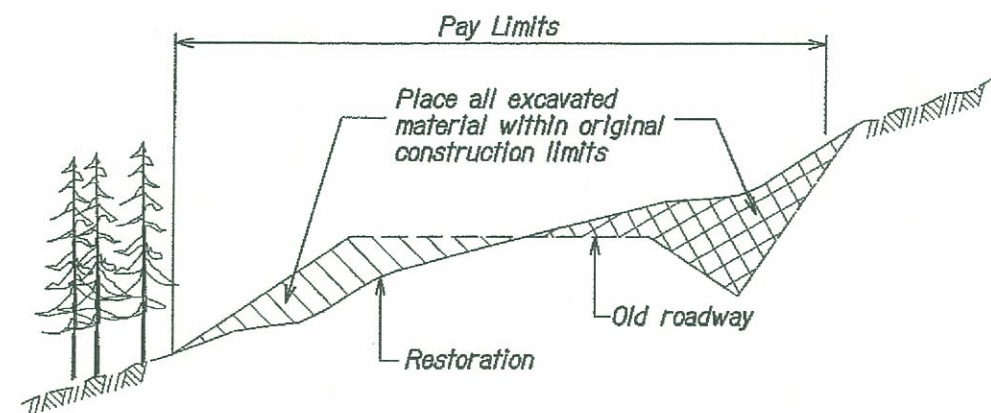 Pay Limits
Place all excavated
material within original
construction limits
Old roadway
Restoration